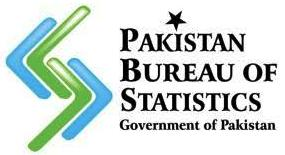 PAKISTAN
BUREAU OF
STATISTICS
Government of Pakistan